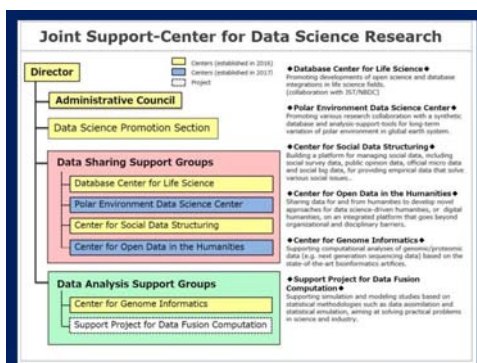 Joint Support-Center for Data Science Research
Director
Centers (established in 2016)
Centers (established in 2017)
Project
Administrative Council
Data Science Promotion Section
Data Sharing Support Groups
Database Center for Life Science
Polar Environment Data Science Center
Center for Social Data Structuring
Center for Open Data in the Humanities
Data Analysis Support Groups
Center for Genome Informatics
Support Project for Data Fusion Computation
◆Database Center for Life Science◆
Promoting developments of open science and database
integrations in life science fields.
(collaboration with JST/NBDC)
◆Polar Environment Data Science Center◆
Promoting various research collaboration with a synthetic
database and analysis-support-tools for long-term
variation of polar environment in global earth system.
◆Center for Social Data Structuring◆
Building a platform for managing social data, including
social survey data, public opinion data, official micro data
and social big data, for providing empirical data that solve
various social issues..
◆Center for Open Data in the Humanities◆
Sharing data for and from humanities to develop novel
approaches for data science-driven humanities, or digital
humanities, on an integrated platform that goes beyond
organizational and disciplinary barriers.
◆Center for Genome Informatics◆
Supporting computational analyses of genomic/proteomic
data (e.g. next generation sequencing data) based on the
state-of-the-art bioinformatics artifices.
◆Support Project for Data Fusion
Computation◆
Supporting simulation and modeling studies based on
statistical methodologies such as data assimilation and
statistical emulation, aiming at solving practical problems
in science and industry.